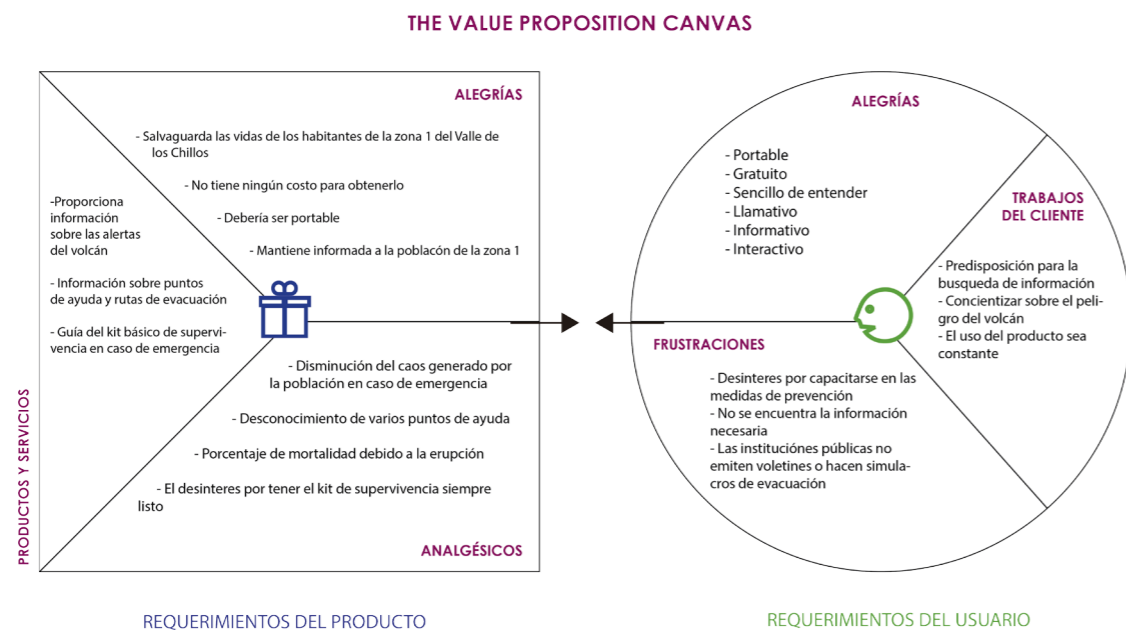 THE VALUE PROPOSITION CANVAS
ALEGRÍAS
- Salvaguarda las vidas de los habitantes de la zona 1 del Valle de
los Chillos
- No tiene ningún costo para obtenerlo
- Debería ser portable
- Mantiene informada a la poblacón de la zona 1
-Proporciona
información
sobre las alertas
del volcán
- Información sobre puntos
de ayuda y rutas de evacuación
- Guía del kit básico de supervi-
vencia en caso de emergencia
PRODUCTOS Y SERVICIOS
- Disminución del caos generado por
la población en caso de emergencia
- Desconocimiento de varios puntos de ayuda
- Porcentaje de mortalidad debido a la erupción
- El desinteres por tener el kit de supervivencia siempre
listo
ANALGÉSICOS
REQUERIMIENTOS DEL PRODUCTO
ALEGRÍAS
- Portable
- Gratuito
- Sencillo de entender
- Llamativo
- Informativo
- Interactivo
TRABAJOS
DEL CLIENTE
- Predisposición para la
busqueda de información
- Concientizar sobre el peli-
gro del volcán
- El uso del producto sea
constante
FRUSTRACIONES
- Desinteres por capacitarse en las
medidas de prevención
- No se encuentra la información
necesaria
- Las instituciónes públicas no
emiten voletines o hacen simula-
cros de evacuación
REQUERIMIENTOS DEL USUARIO